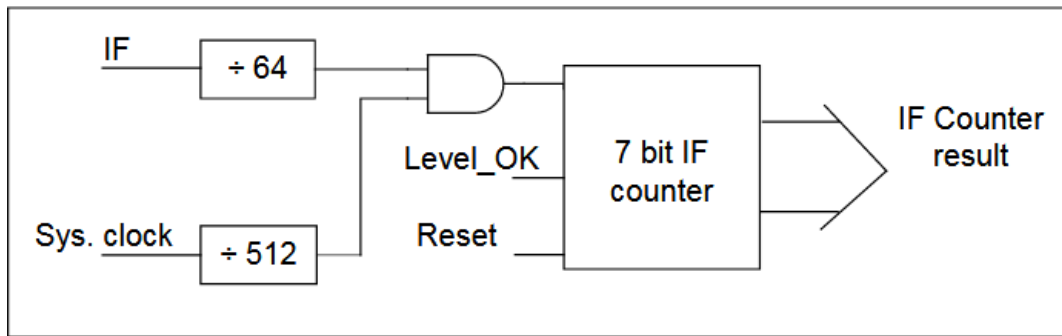 IF
÷ 64
Level_OK
7 bit IF
counter
IF Counter
result
Sys. clock
÷ 512
Reset